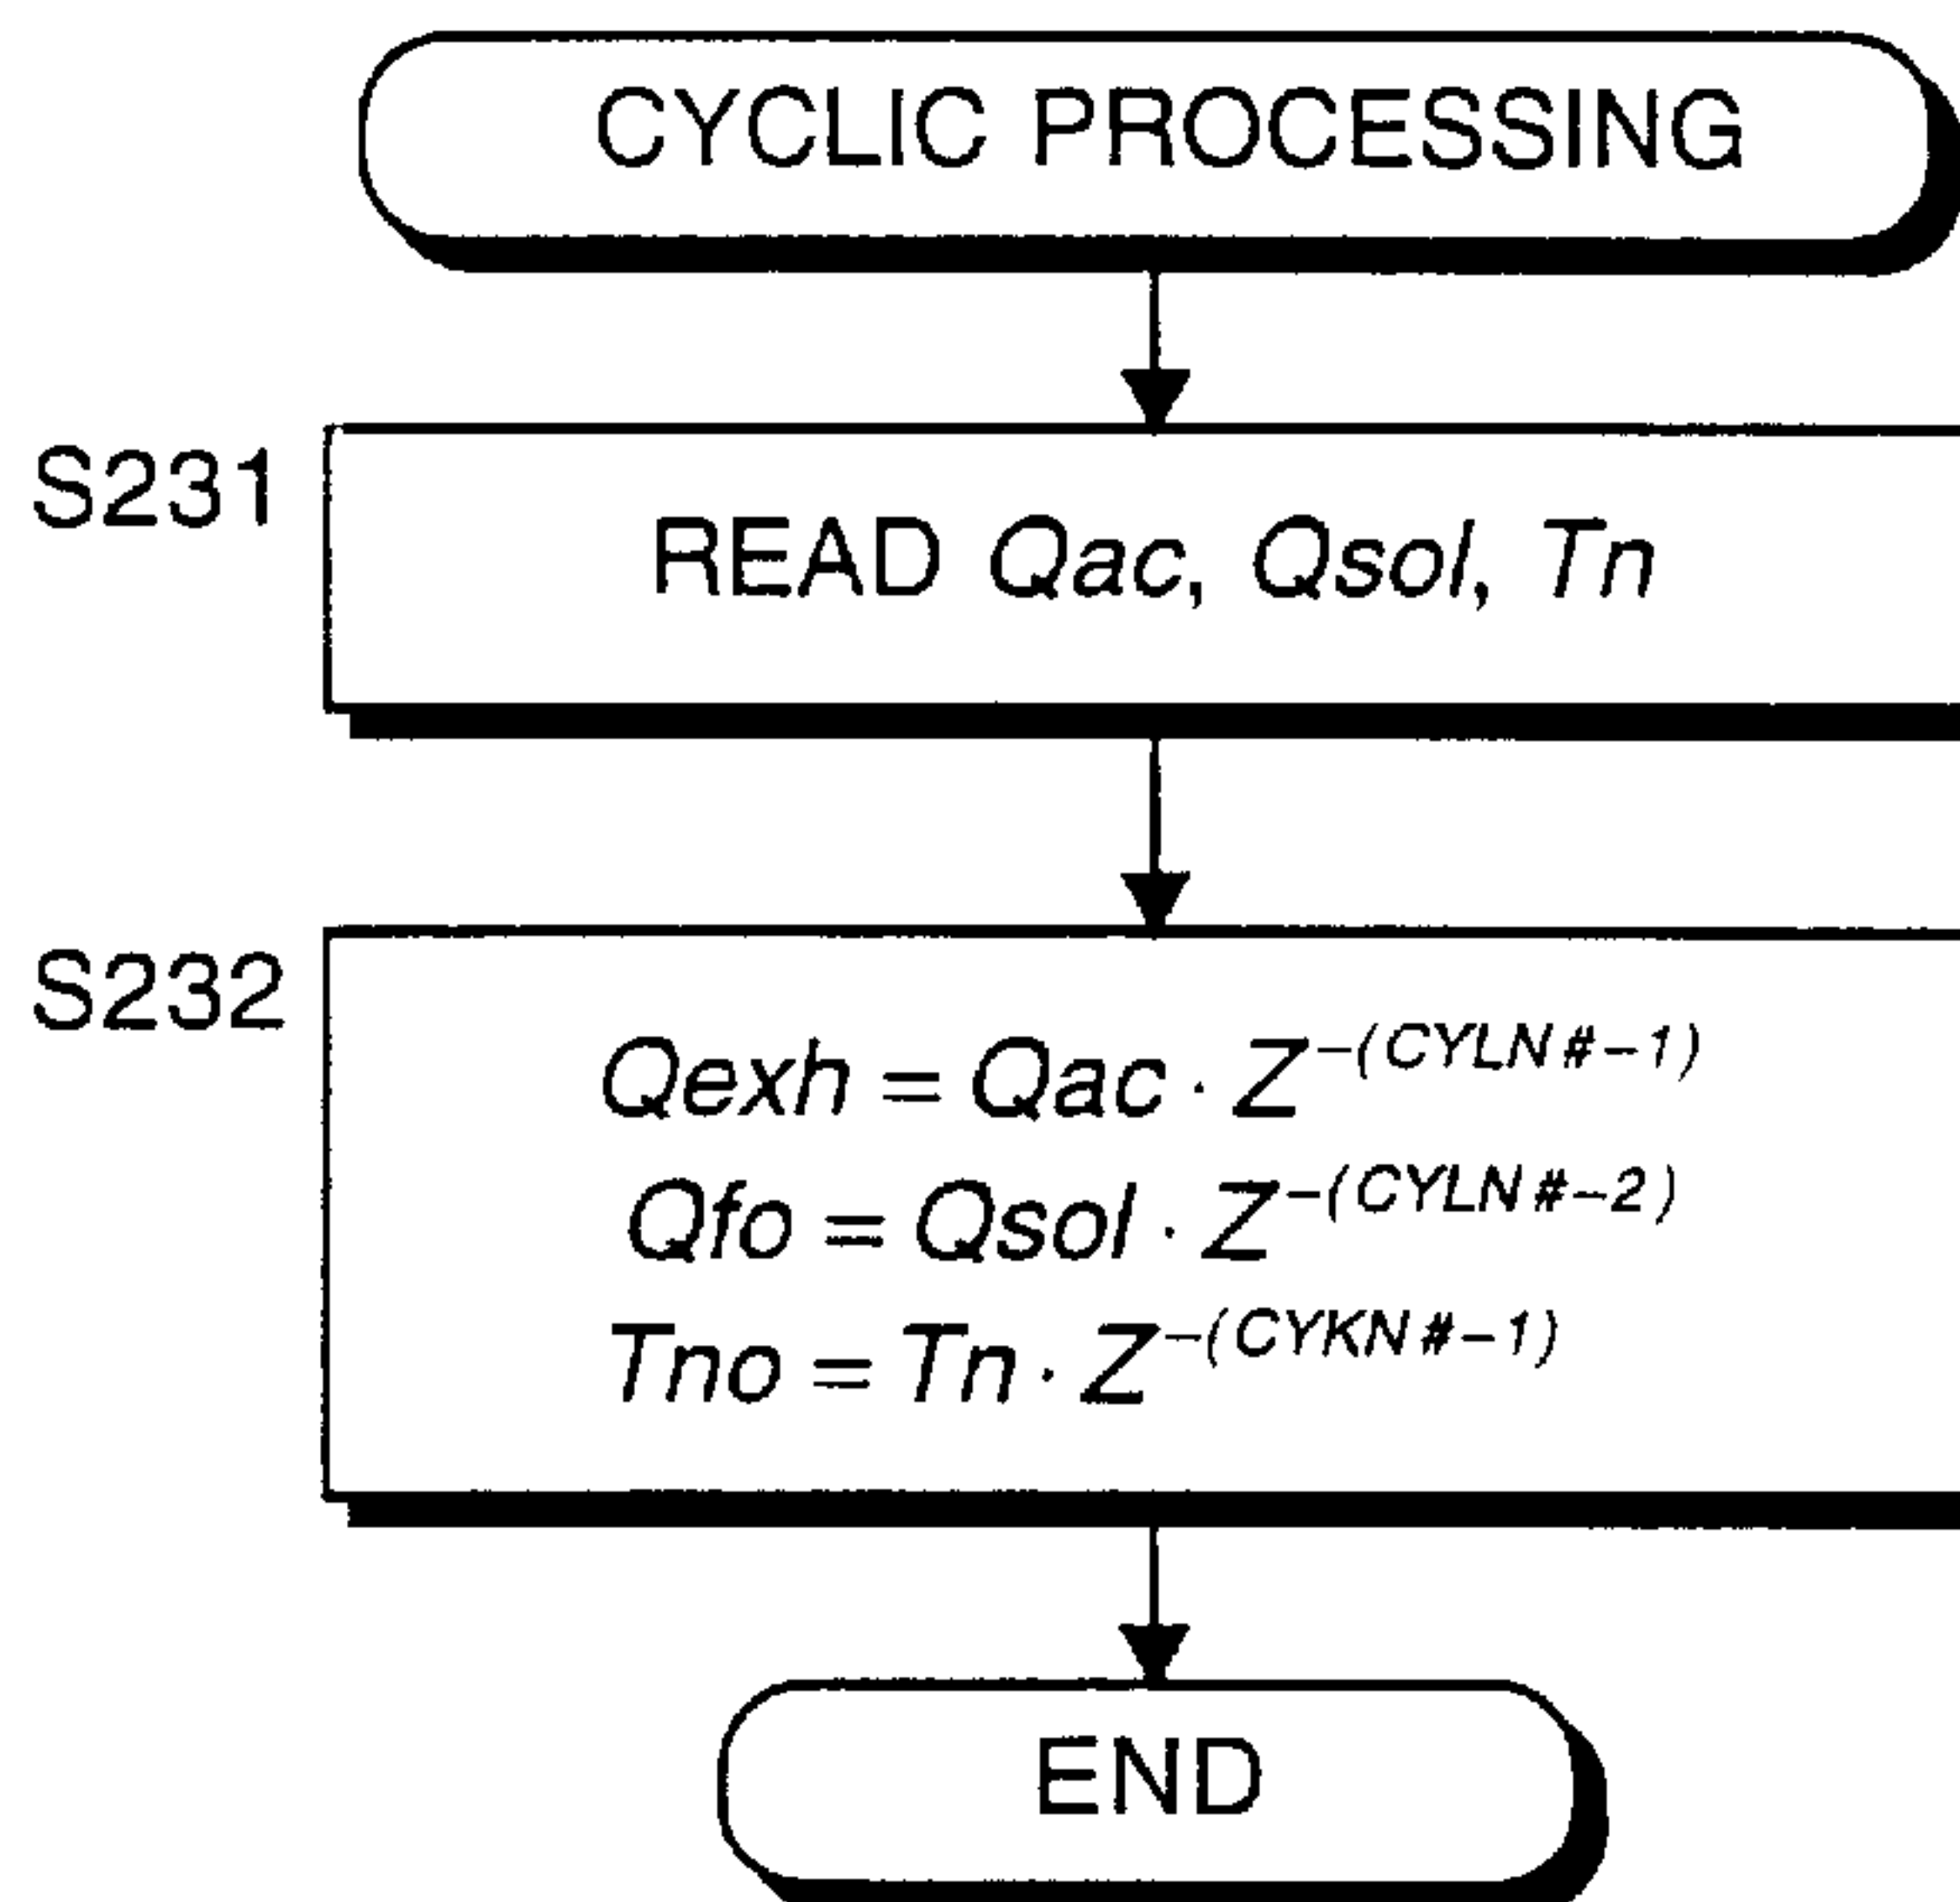 CYCLIC PROCESSING
S231
READ Qac, Qsol, Tn
S232
Qexh = Qac · Z^-(CYLN#-1)
Qfo = Qsol · Z^-(CYLN#-2)
Tno = Tn · Z^-(CYKN#-1)
END